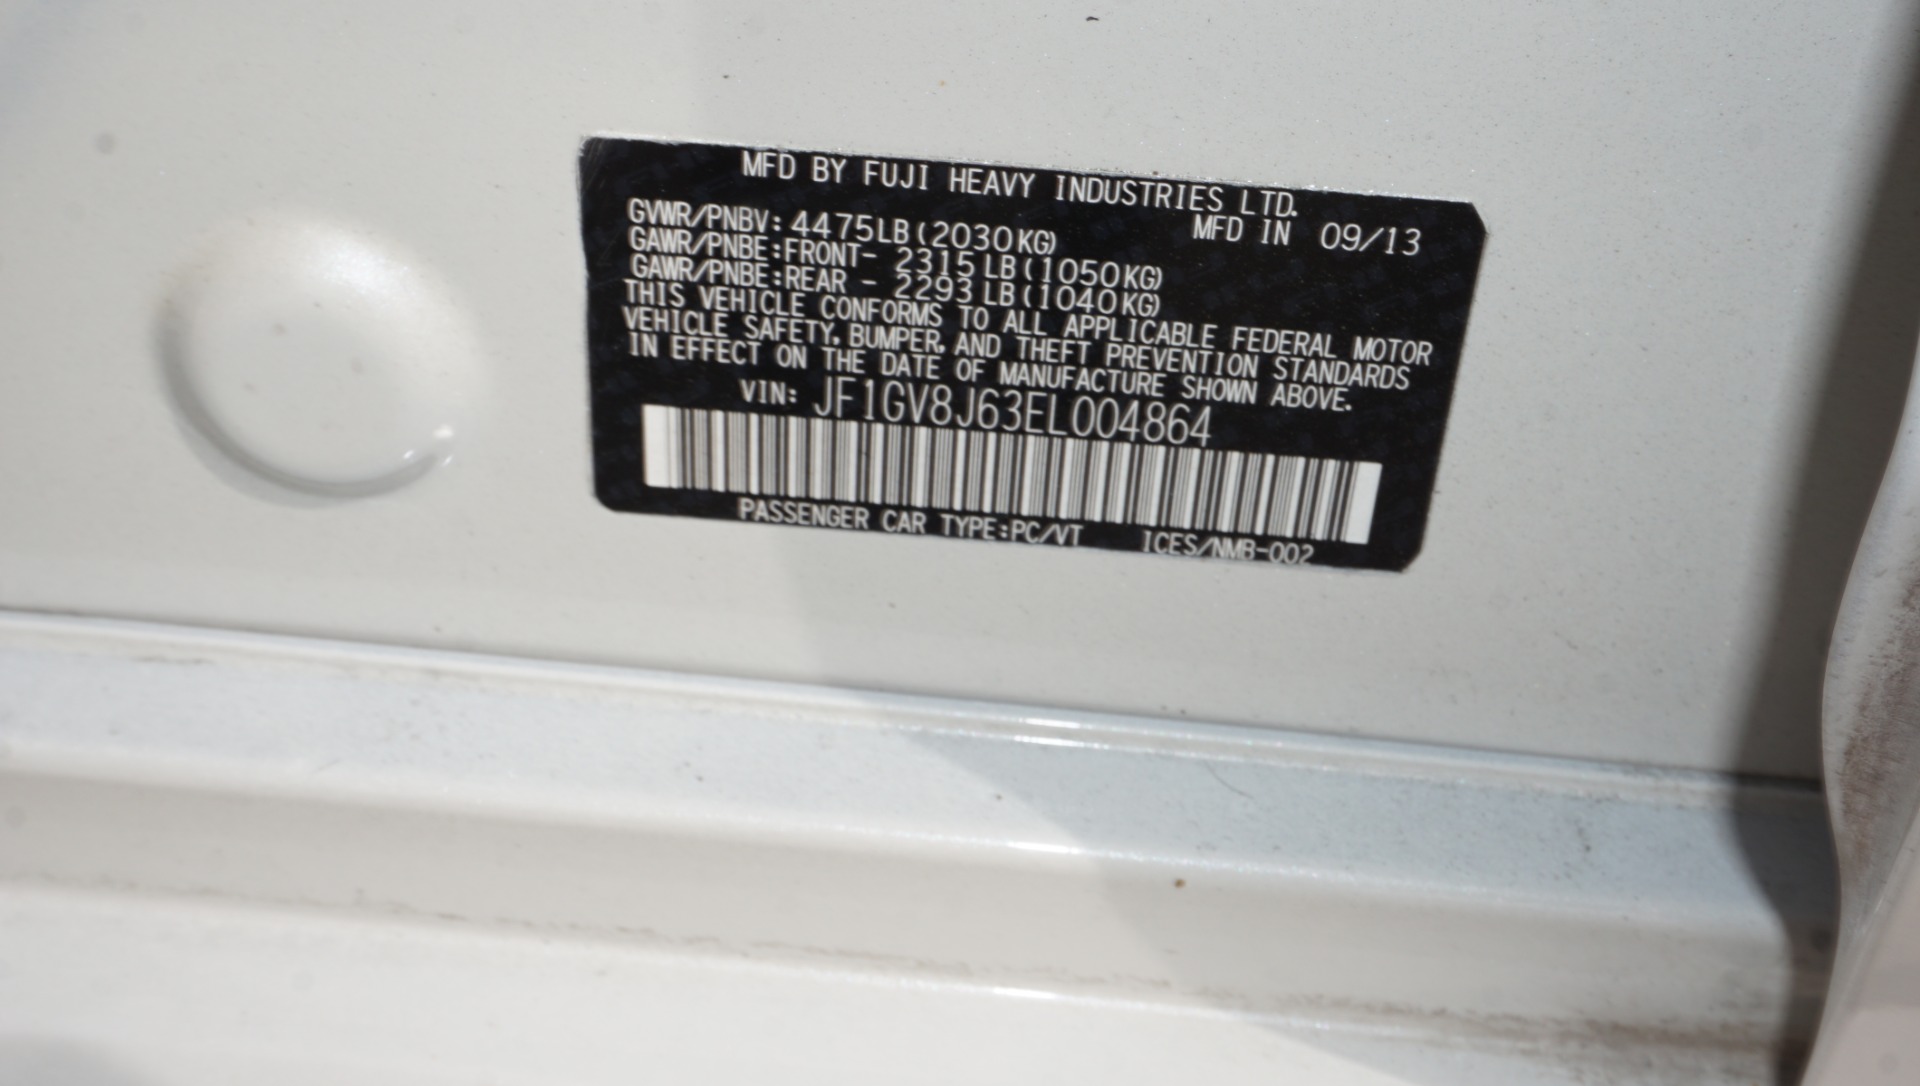 MFD BY FUJI HEAVY INDUSTRIES LTD.
GVWR/PNBV: 4475LB(2030KG) MFD IN 09/13
GAWR/PNBE:FRONT- 2315LB(1050KG)
GAWR/PNBE:REAR - 2293LB(1040KG)
THIS VEHICLE CONFORMS TO ALL APPLICABLE FEDERAL MOTOR
VEHICLE SAFETY, BUMPER, AND THEFT PREVENTION STANDARDS
IN EFFECT ON THE DATE OF MANUFACTURE SHOWN ABOVE.
VIN: JF1GV8J63EL004864
PASSENGER CAR TYPE:PC/VT ICES/NMB-002